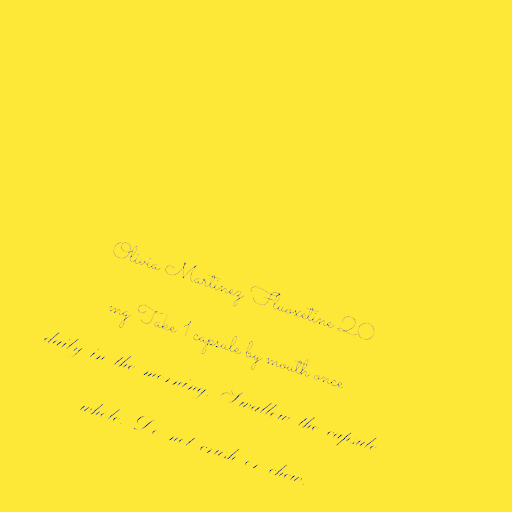 Olivia Martinez Fluoxetine 20
mg Take 1 capsule by mouth once
daily in the morning. Swallow the capsule
whole. Do not crush or chew.